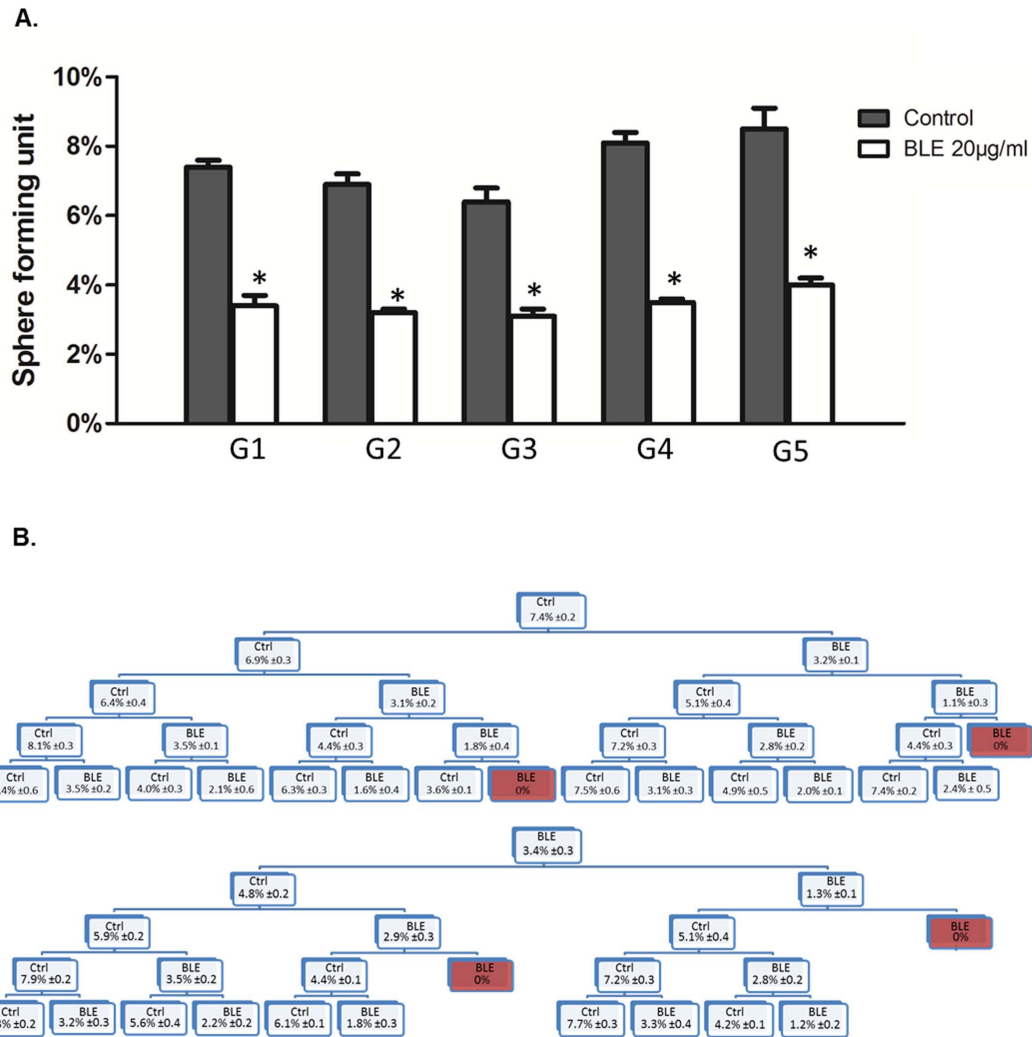 A.
10%
8%
6%
4%
2%
0%
Sphere forming unit
Control
BLE 20µg/ml
* * * * *
G1 G2 G3 G4 G5
B.
Ctrl
7.4% ±0.2
Ctrl BLE
6.9% ±0.3 3.2% ±0.1
Ctrl BLE Ctrl BLE
6.4% ±0.4 3.1% ±0.2 5.1% ±0.4 1.1% ±0.3
Ctrl BLE Ctrl BLE Ctrl BLE Ctrl BLE
8.1% ±0.3 3.5% ±0.1 4.4% ±0.3 1.8% ±0.4 7.2% ±0.3 2.8% ±0.2 4.4% ±0.3 0%
Ctrl BLE Ctrl BLE Ctrl BLE Ctrl BLE Ctrl BLE Ctrl BLE Ctrl BLE
.4% ±0.6 3.5% ±0.2 4.0% ±0.3 2.1% ±0.6 6.3% ±0.3 1.6% ±0.4 3.6% ±0.1 0% 7.5% ±0.6 3.1% ±0.3 4.9% ±0.5 2.0% ±0.1 7.4% ±0.2 2.4% ± 0.5
BLE
3.4% ±0.3
Ctrl BLE
4.8% ±0.2 1.3% ±0.1
Ctrl BLE Ctrl BLE
5.9% ±0.2 2.9% ±0.3 5.1% ±0.4 0%
Ctrl BLE Ctrl BLE Ctrl BLE
7.9% ±0.2 3.5% ±0.2 4.4% ±0.1 0% 7.2% ±0.3 2.8% ±0.2
Ctrl BLE Ctrl BLE Ctrl BLE Ctrl BLE Ctrl BLE
% ±0.2 3.2% ±0.3 5.6% ±0.4 2.2% ±0.2 6.1% ±0.1 1.8% ±0.3 7.7% ±0.3 3.3% ±0.4 4.2% ±0.1 1.2% ±0.2